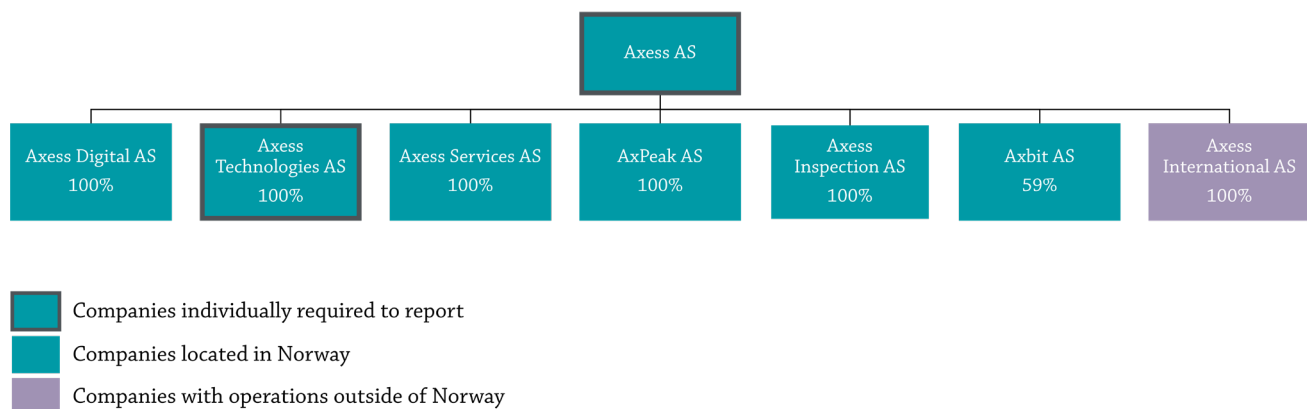 Axess AS
Axess Digital AS
100%
Axess
Technologies AS
100%
Axess Services AS
100%
AxPeak AS
100%
Axess
Inspection AS
100%
Axbit AS
59%
Axess
International AS
100%
Companies individually required to report
Companies located in Norway
Companies with operations outside of Norway